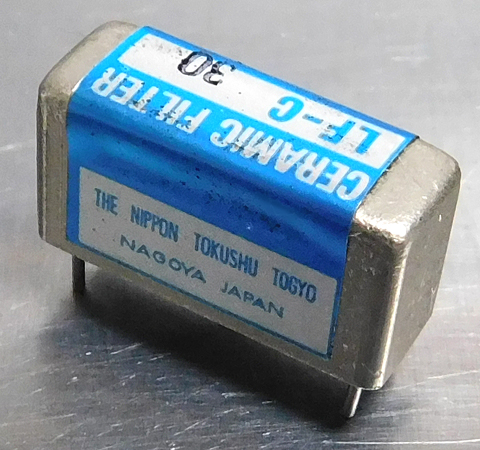 CERAMIC FILTER
LF-C 30
THE NIPPON TOKUSHU TOGYO
NAGOYA JAPAN